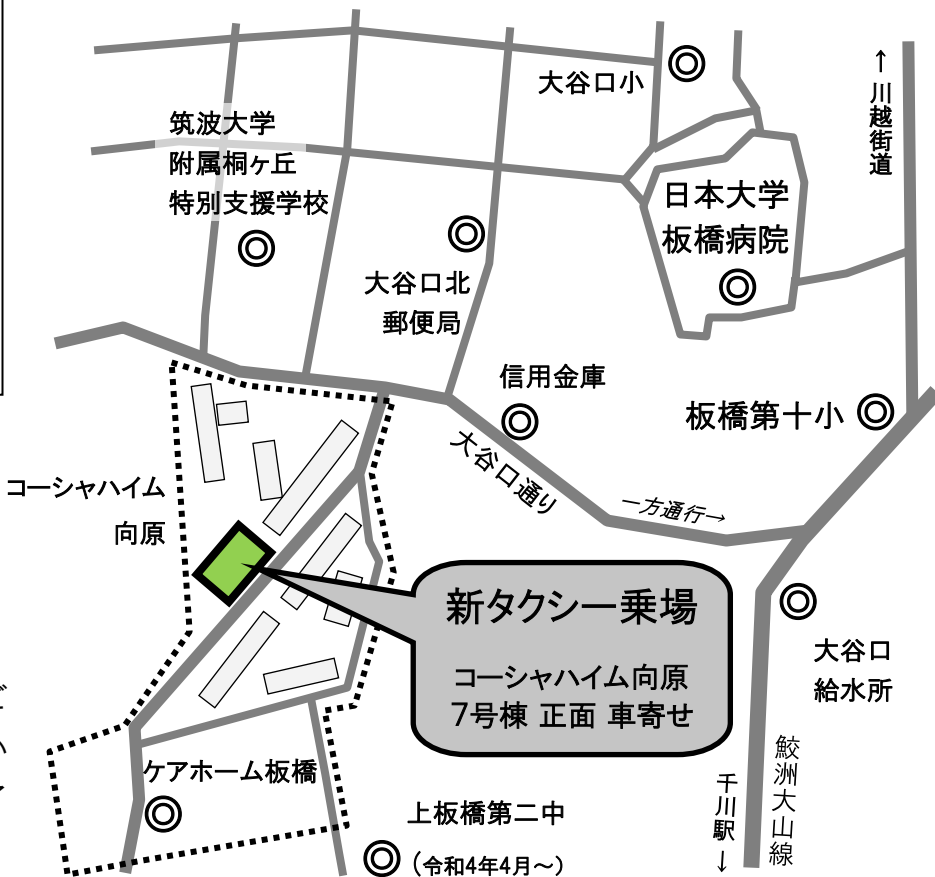 大谷口小
↑川越街道
筑波大学
附属桐ヶ丘
特別支援学校
日本大学
板橋病院
大谷口北
郵便局
信用金庫
板橋第十小
大谷口通り
一方通行→
コーシャハイム
向原
新タクシー乗場
コーシャハイム向原
7号棟 正面 車寄せ
大谷口
給水所
鮫洲大山線
千川駅↓
ケアホーム板橋
上板橋第二中
（令和4年4月～）